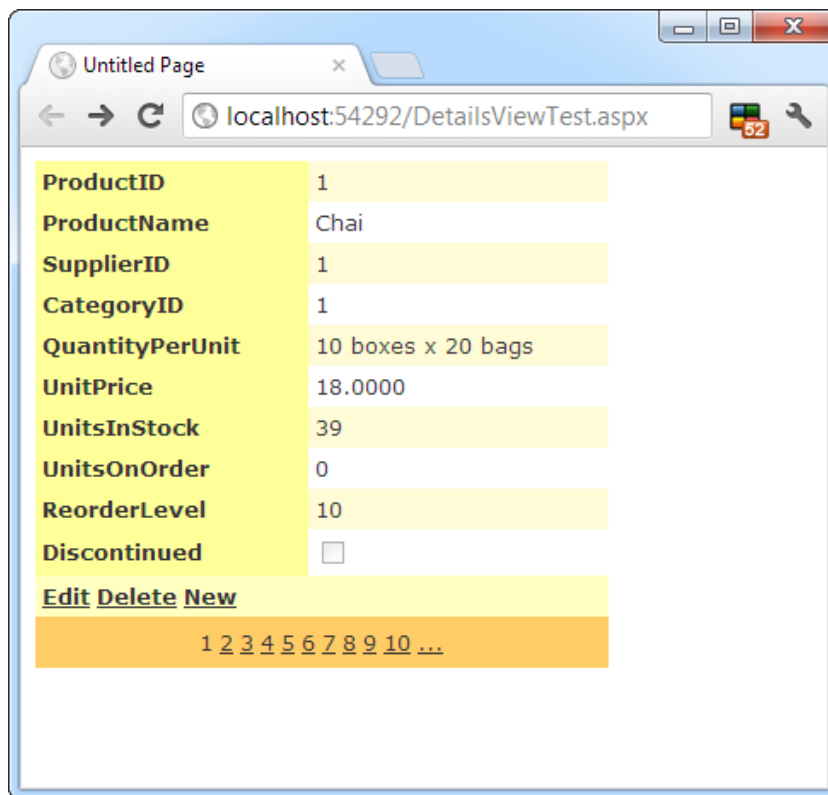 Untitled Page
localhost:54292/DetailsViewTest.aspx
52
ProductID 1
ProductName Chai
SupplierID 1
CategoryID 1
QuantityPerUnit 10 boxes x 20 bags
UnitPrice 18.0000
UnitsInStock 39
UnitsOnOrder 0
ReorderLevel 10
Discontinued
Edit Delete New
1 2 3 4 5 6 7 8 9 10 ...